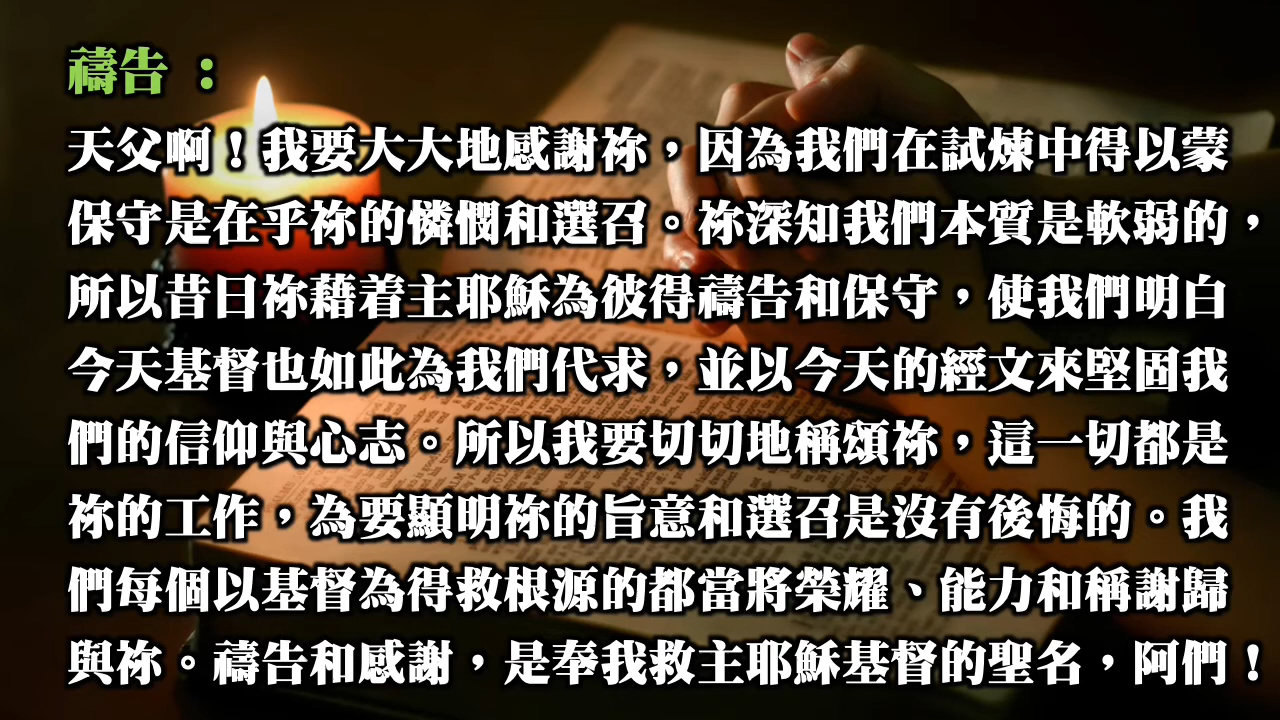 禱告：
天父啊！我要大大地感謝祢，因為我們在試煉中得以蒙
保守是在乎祢的憐憫和選召。祢深知我們本質是軟弱的，
所以昔日祢藉着主耶穌為彼得禱告和保守，使我們明白
今天基督也如此為我們代求，並以今天的經文來堅固我
們的信仰與心志。所以我要切切地稱頌祢，這一切都是
祢的工作，為要顯明祢的旨意和選召是沒有後悔的。我
們每個以基督為得救根源的都當將榮耀、能力和稱謝歸
與祢。禱告和感謝，是奉我救主耶穌基督的聖名，阿們！